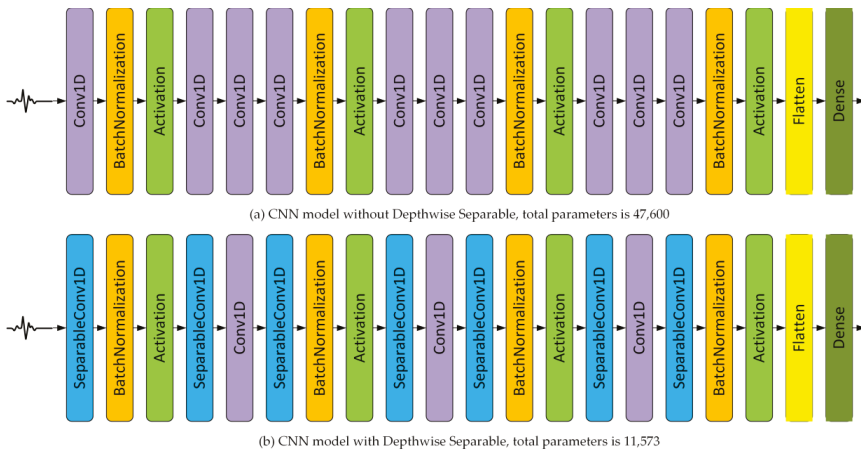 Conv1D
BatchNormalization
Activation
Conv1D
Conv1D
Conv1D
BatchNormalization
Activation
Conv1D
Conv1D
Conv1D
BatchNormalization
Activation
Conv1D
Conv1D
Conv1D
BatchNormalization
Activation
Flatten
Dense
(a) CNN model without Depthwise Separable, total parameters is 47,600
SeparableConv1D
BatchNormalization
Activation
SeparableConv1D
Conv1D
SeparableConv1D
BatchNormalization
Activation
SeparableConv1D
Conv1D
SeparableConv1D
BatchNormalization
Activation
SeparableConv1D
Conv1D
SeparableConv1D
BatchNormalization
Activation
Flatten
Dense
(b) CNN model with Depthwise Separable, total parameters is 11,573